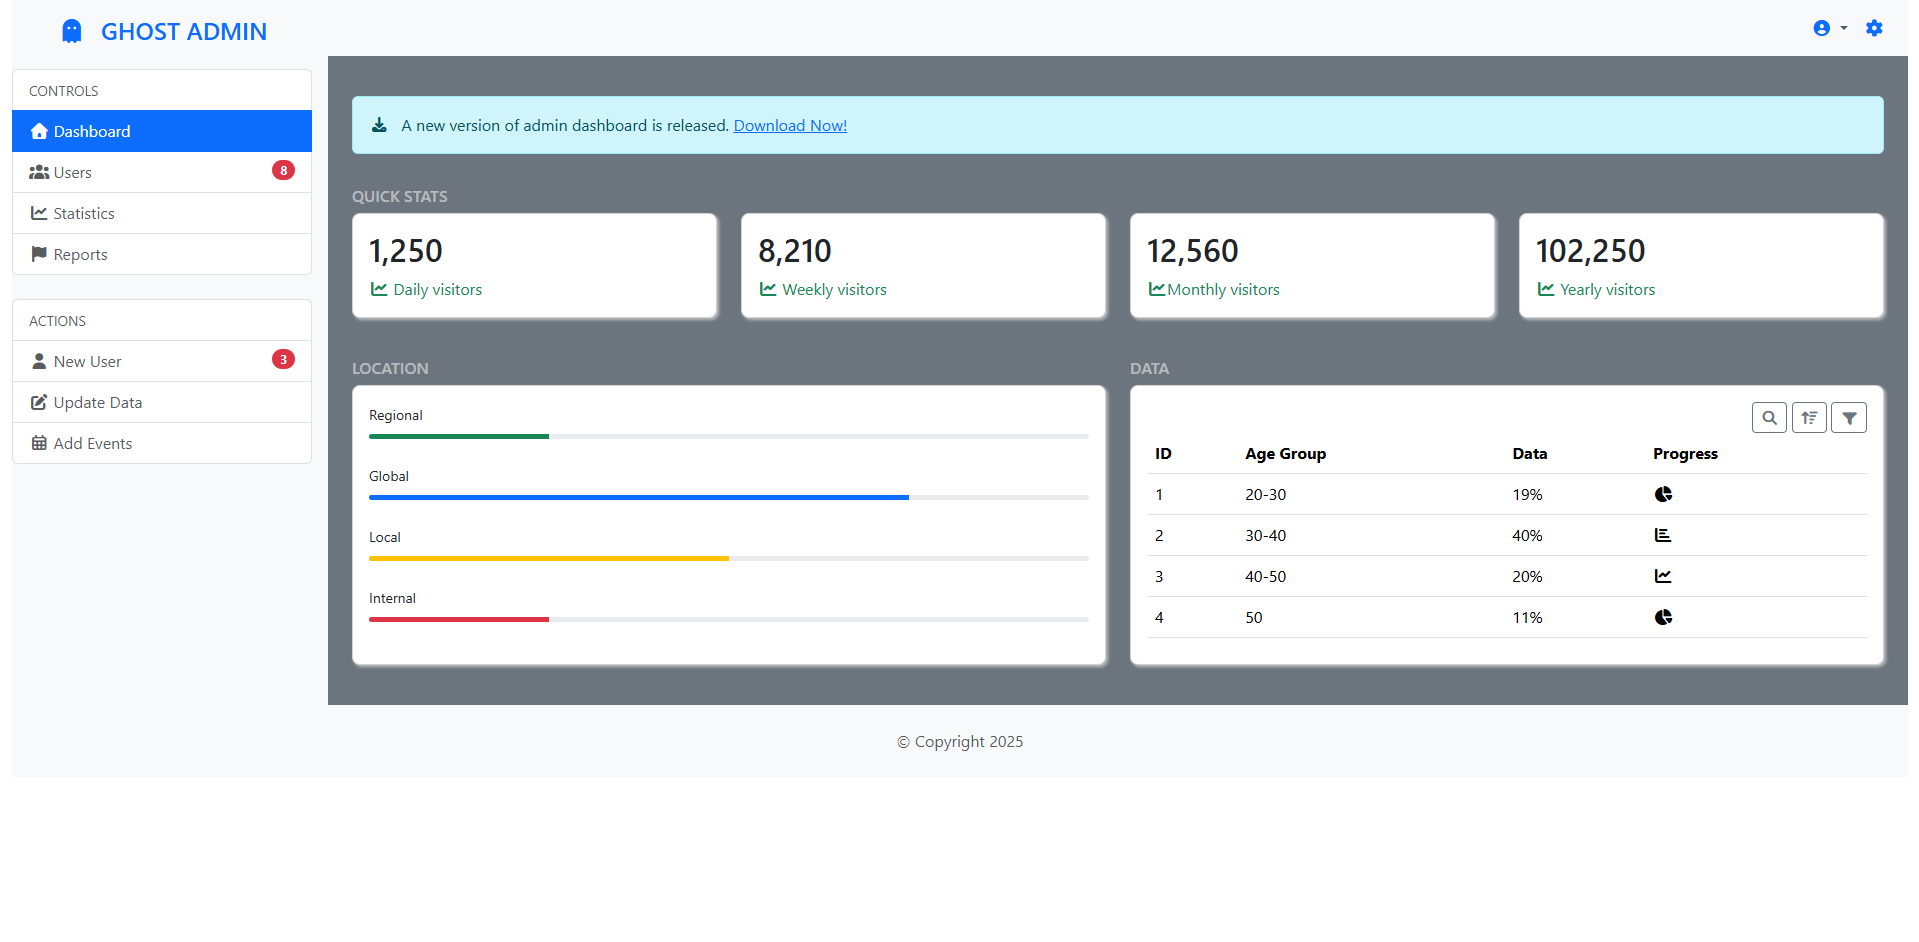 GHOST ADMIN
CONTROLS
Dashboard
Users 8
Statistics
Reports
ACTIONS
New User 3
Update Data
Add Events
A new version of admin dashboard is released. Download Now!
QUICK STATS
1,250
Daily visitors
8,210
Weekly visitors
12,560
Monthly visitors
102,250
Yearly visitors
LOCATION
Regional
Global
Local
Internal
DATA
ID Age Group Data Progress
1 20-30 19%
2 30-40 40%
3 40-50 20%
4 50 11%
© Copyright 2025